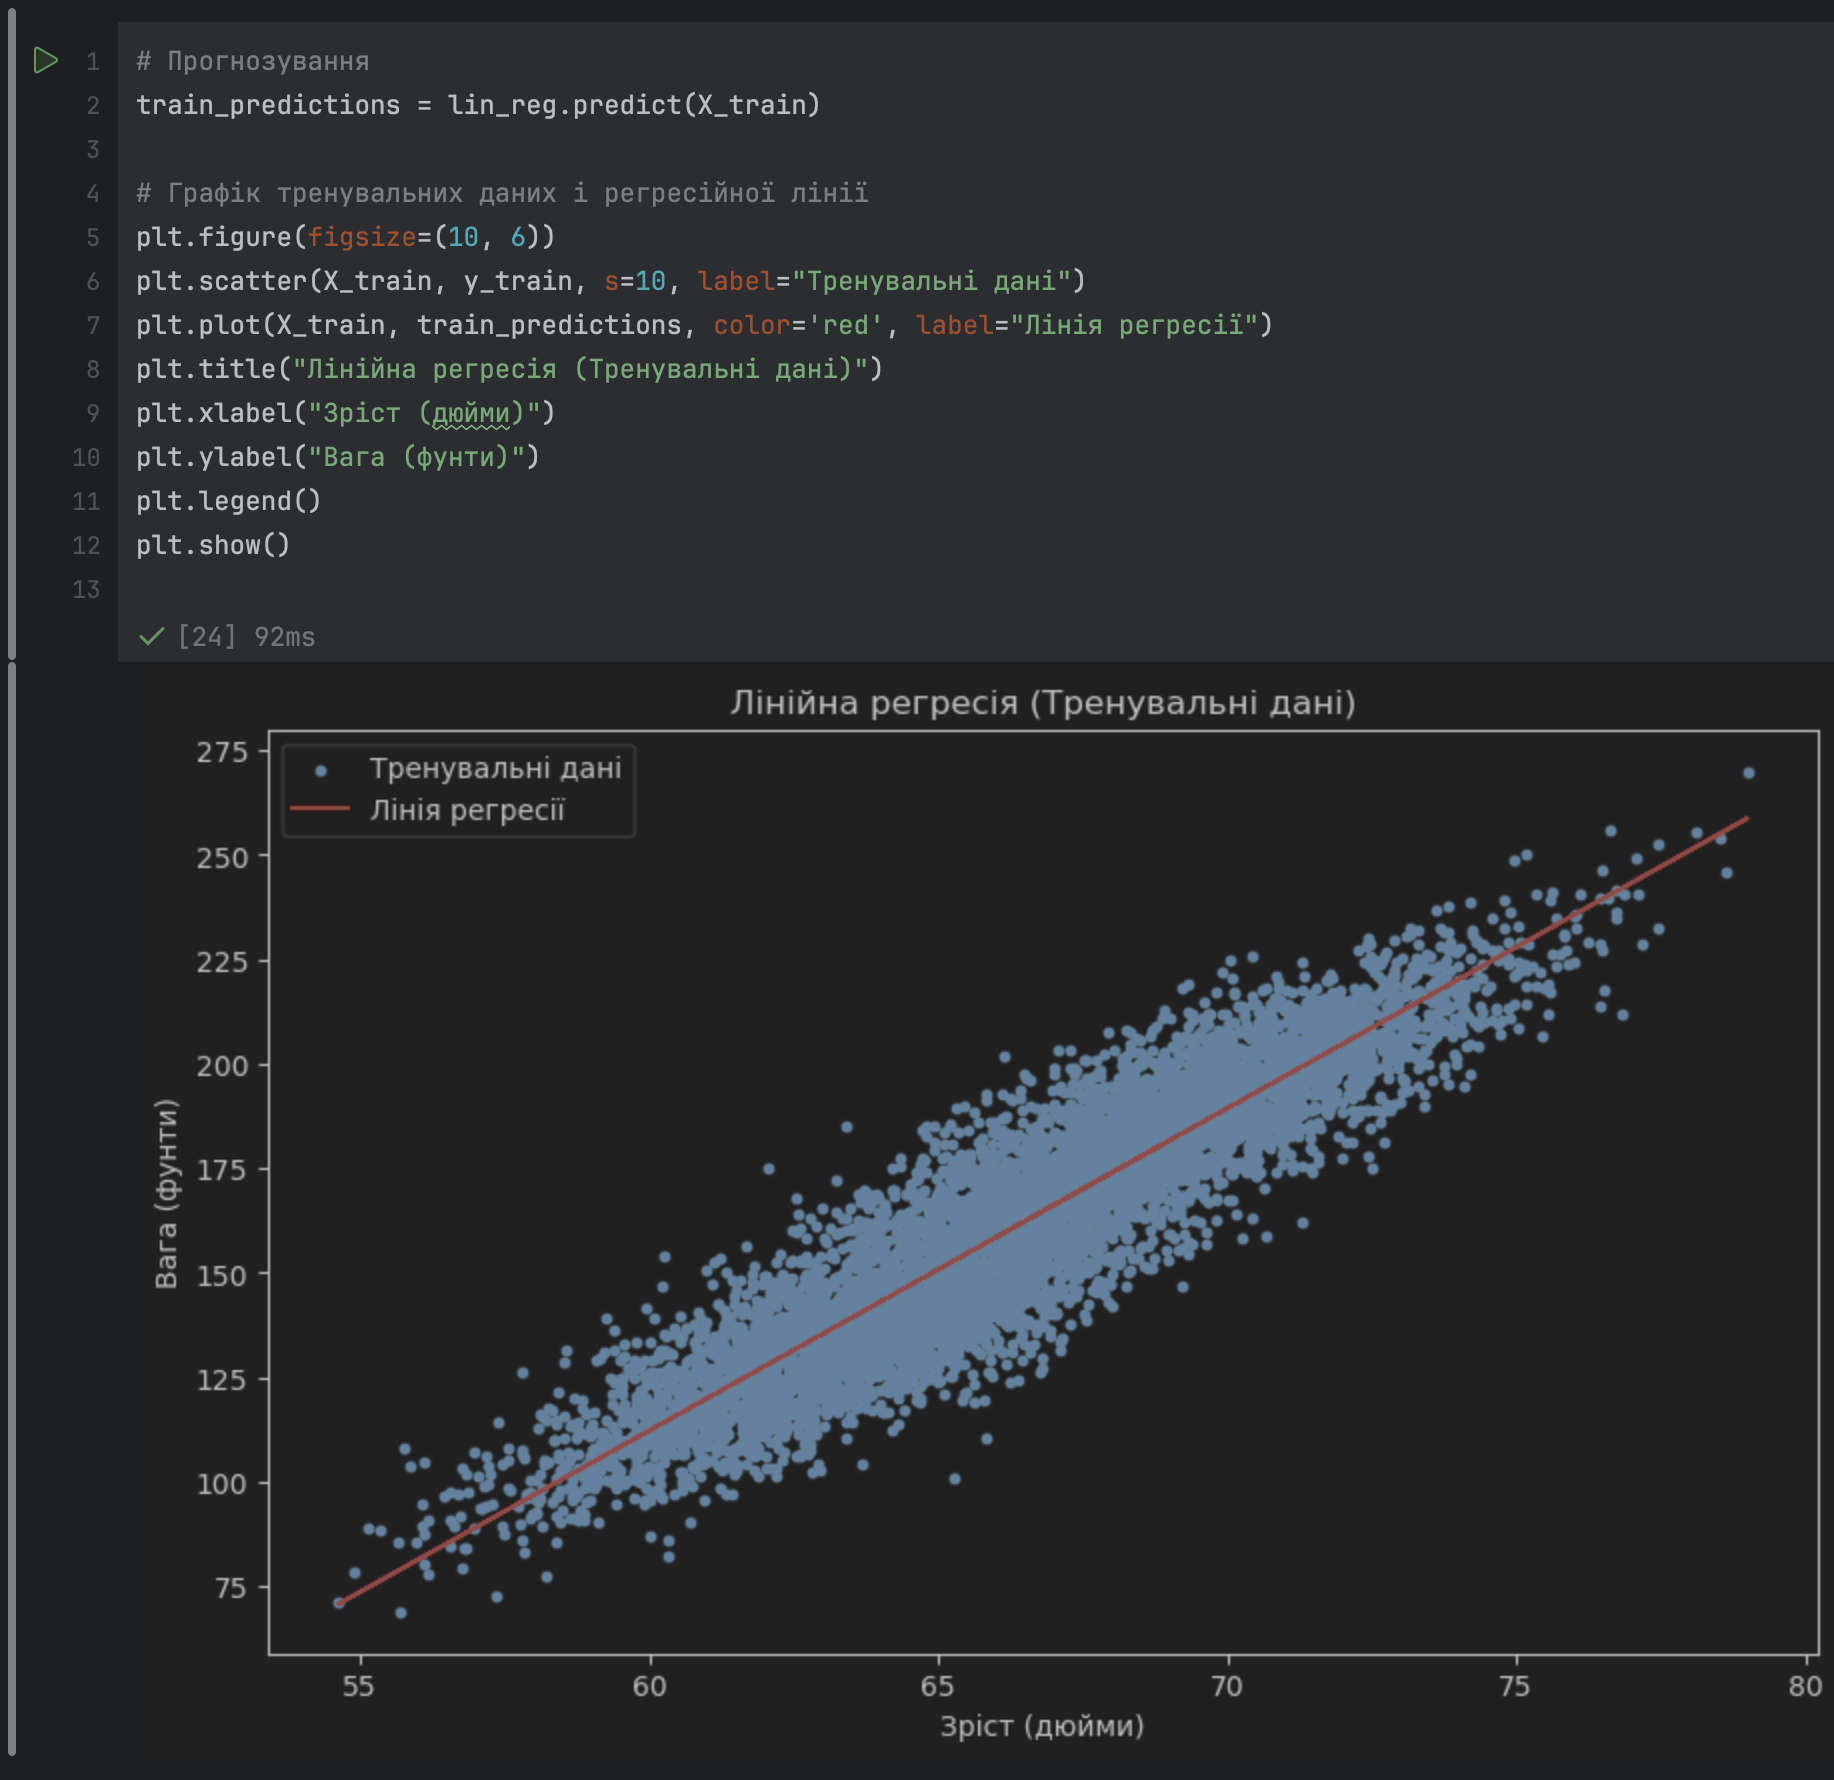 1 # Прогнозування
2 train_predictions = lin_reg.predict(X_train)
3
4 # Графік тренувальних даних і регресійної лінії
5 plt.figure(figsize=(10, 6))
6 plt.scatter(X_train, y_train, s=10, label="Тренувальні дані")
7 plt.plot(X_train, train_predictions, color='red', label="Лінія регресії")
8 plt.title("Лінійна регресія (Тренувальні дані)")
9 plt.xlabel("Зріст (дюйми)")
10 plt.ylabel("Вага (фунти)")
11 plt.legend()
12 plt.show()
13
[24] 92ms
Лінійна регресія (Тренувальні дані)
Тренувальні дані
Лінія регресії
275
250
225
200
175
150
125
100
75
Вага (фунти)
55 60 65 70 75 80
Зріст (дюйми)